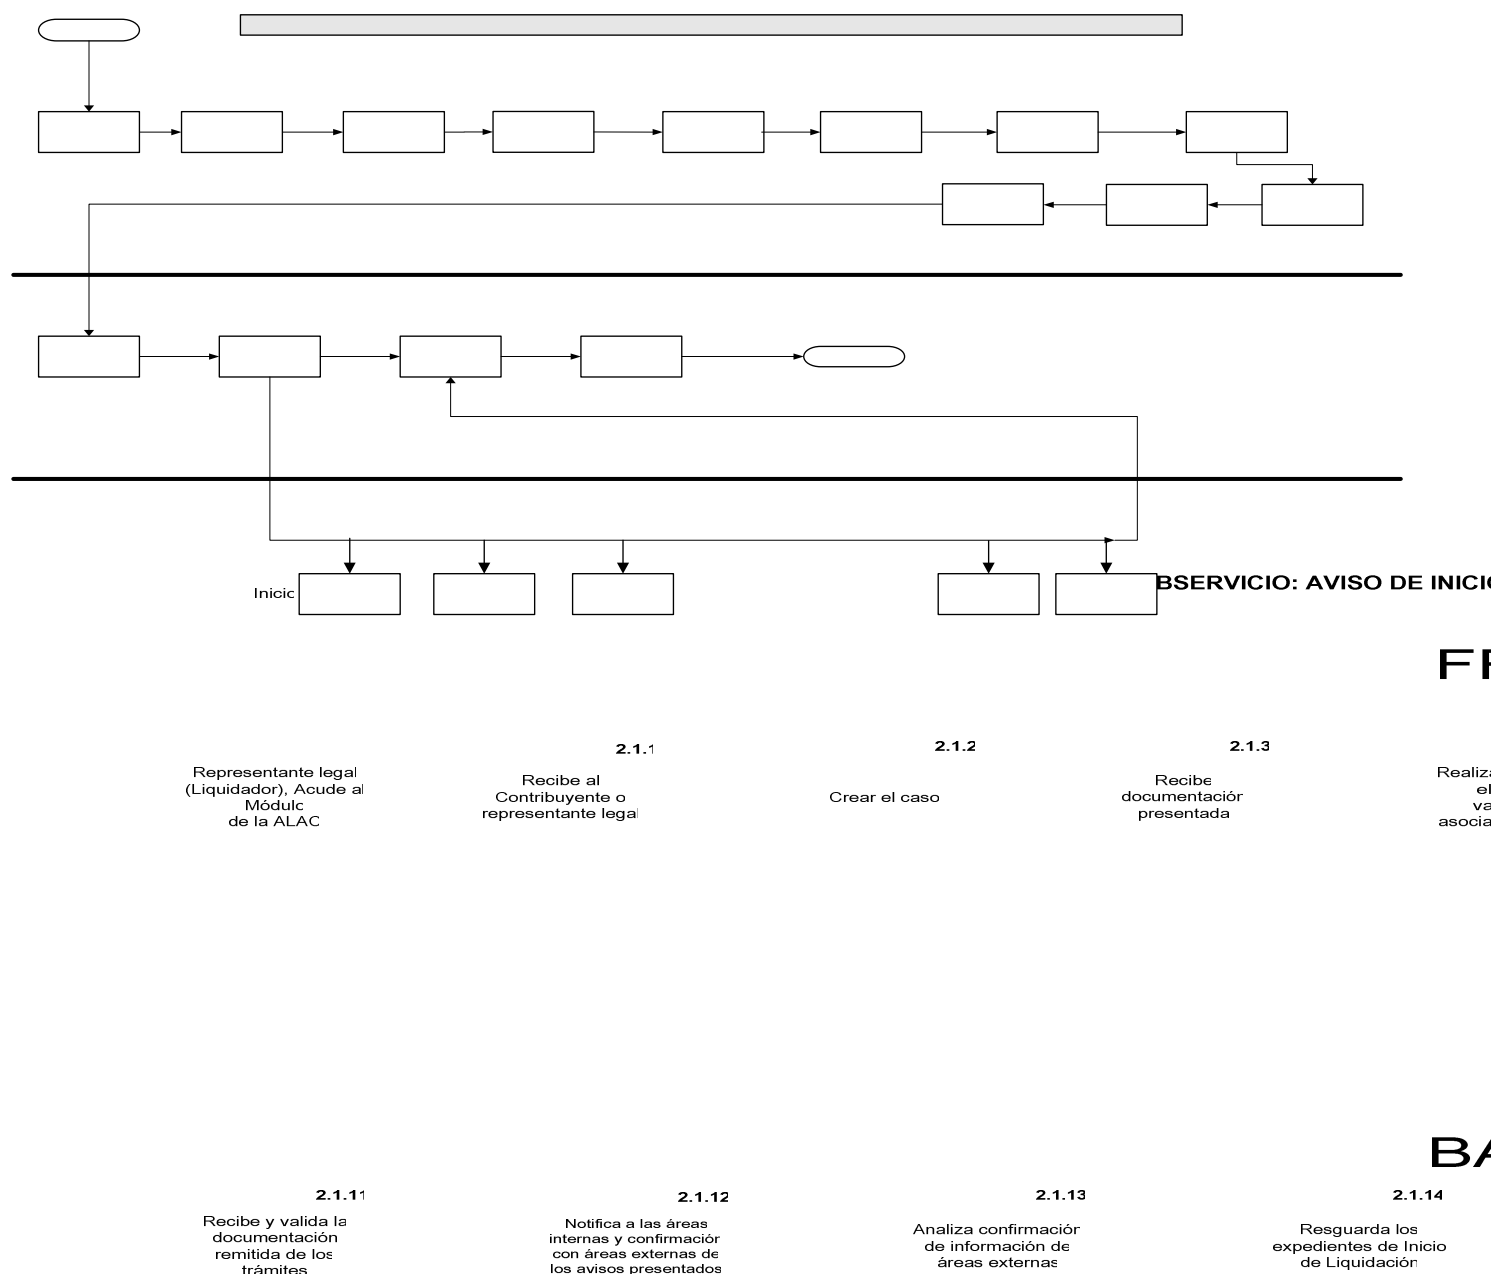 Inicio
BSERVICIO: AVISO DE INICI
2.1.1
2.1.2
2.1.3
Representante legal
(Liquidador), Acude al
Módulo
de la ALAC
Recibe al
Contribuyente o
representante legal
Crear el caso
Recibe
documentación
presentada
Realiza
el
va
asocia
BA
2.1.11
2.1.12
2.1.13
2.1.14
Recibe y valida la
documentación
remitida de los
trámites
Notifica a las áreas
internas y confirmación
con áreas externas de
los avisos presentados
Analiza confirmación
de información de
áreas externas
Resguarda los
expedientes de Inicio
de Liquidación